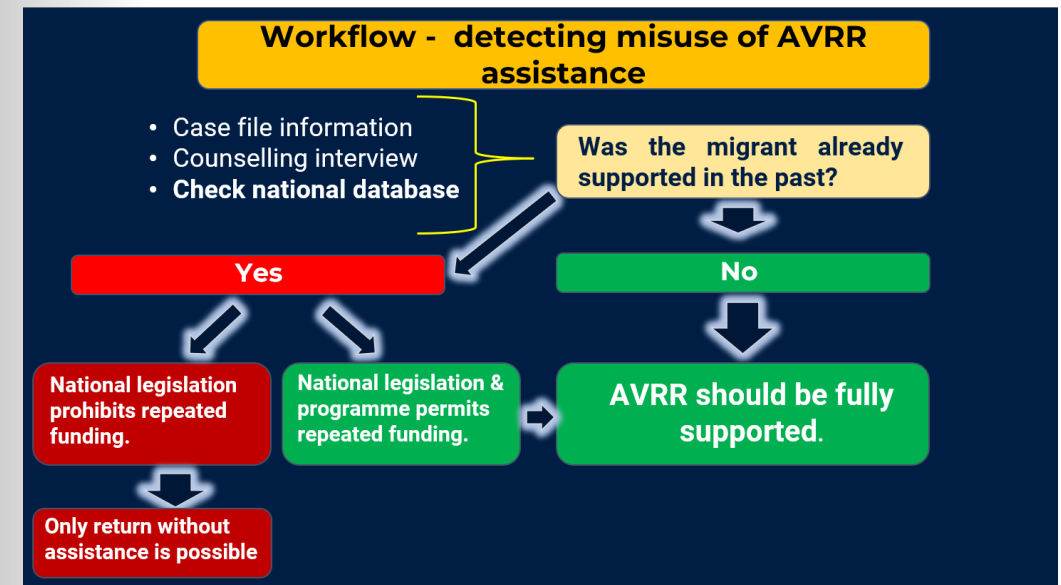 Workflow -  detecting misuse of AVRR
assistance
• Case file information
• Counselling interview
• Check national database
Was the migrant already
supported in the past?
Yes
No
National legislation
prohibits repeated
funding.
National legislation &
programme permits
repeated funding.
AVRR should be fully
supported.
Only return without
assistance is possible